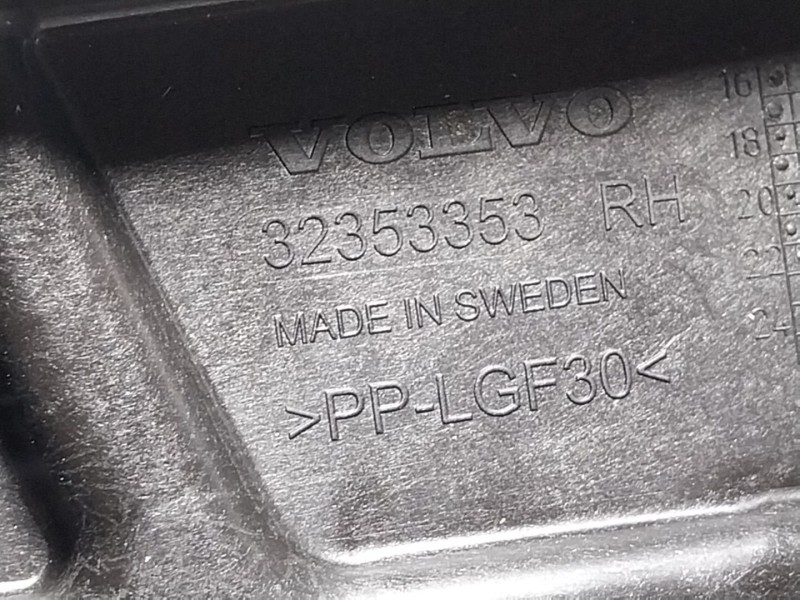 VOLVO
32353353 RH
MADE IN SWEDEN
>PP-LGF30<
16
18
20
22
24